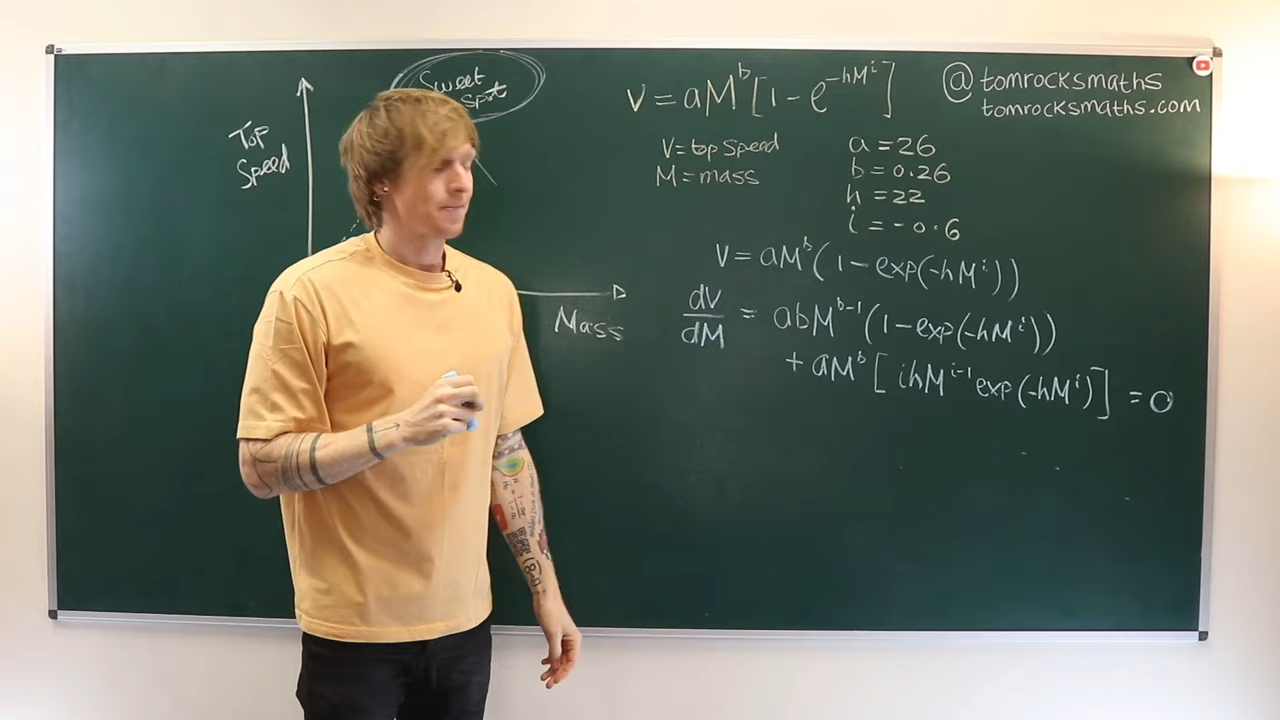 Top
Speed
Sweet
spot
Mass
V = aM^b [1 - e^{-hM^i}]
V = top Speed
M = mass
a = 26
b = 0.26
h = 22
i = -0.6
V = aM^b (1 - exp(-hM^i))
dV/dM = abM^{b-1} (1 - exp(-hM^i))
+ aM^b [ihM^{i-1} exp(-hM^i)] = 0
@tomrocksmaths
tomrocksmaths.com